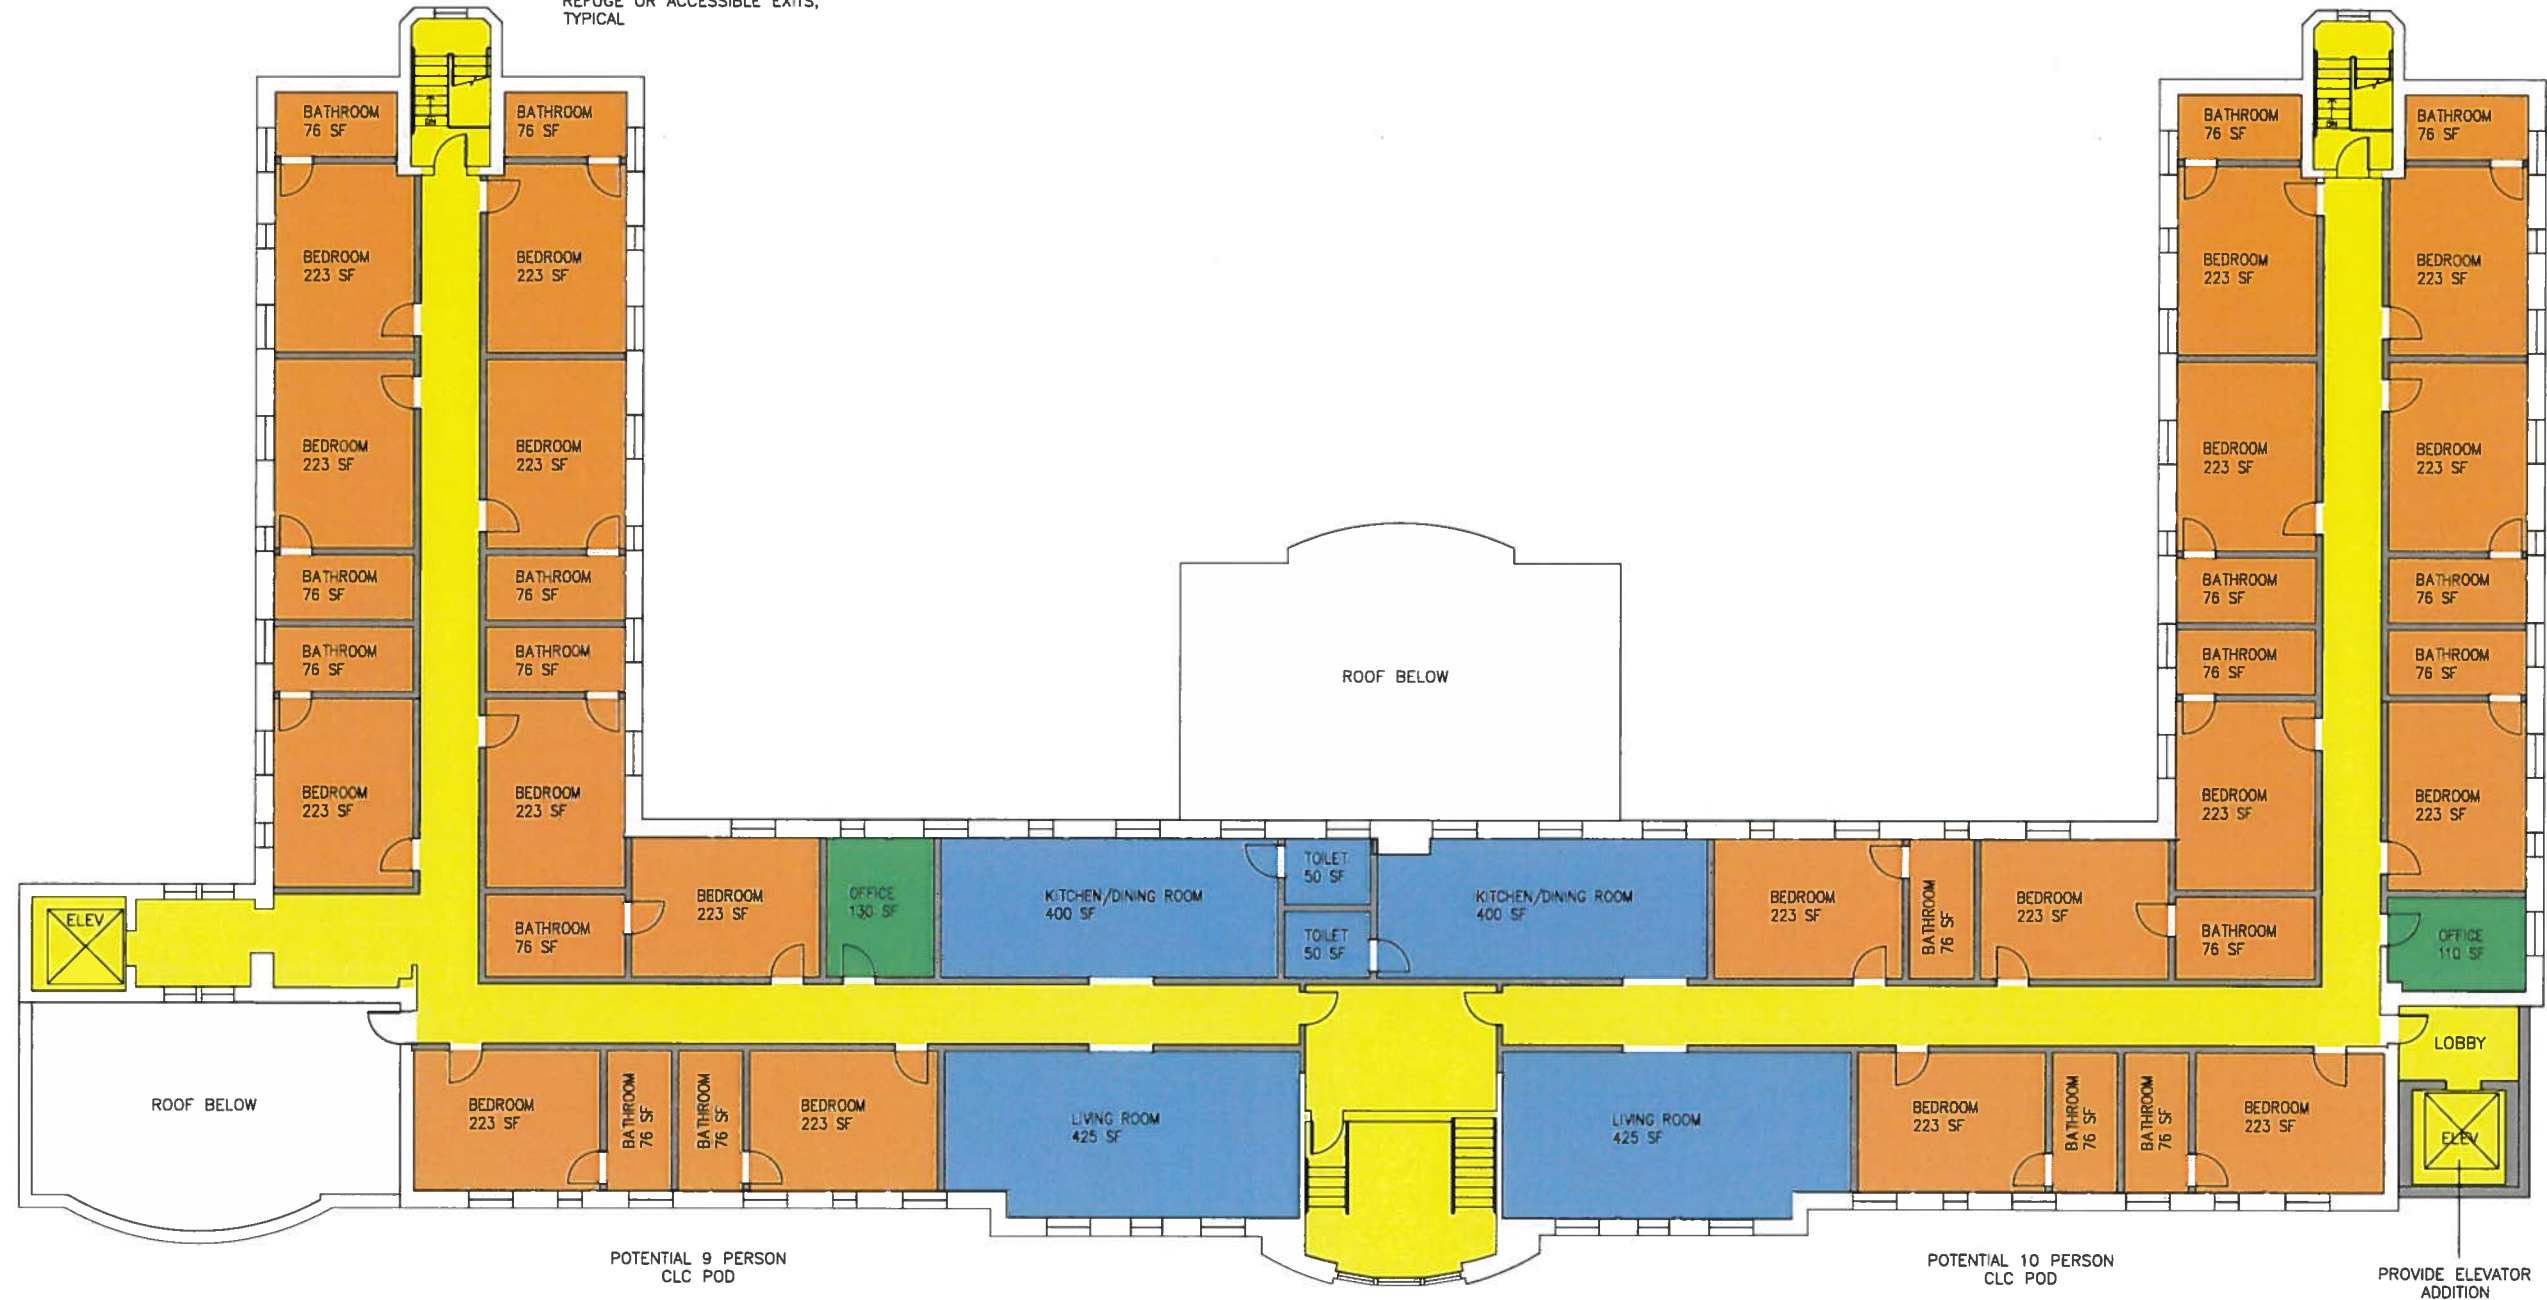 REFUGE OR ACCESSIBLE EXITS,
TYPICAL
BATHROOM
76 SF
BATHROOM
76 SF
BATHROOM
76 SF
BATHROOM
76 SF
DN
DN
BEDROOM
223 SF
BEDROOM
223 SF
BEDROOM
223 SF
BEDROOM
223 SF
BEDROOM
223 SF
BEDROOM
223 SF
BEDROOM
223 SF
BEDROOM
223 SF
BATHROOM
76 SF
BATHROOM
76 SF
BATHROOM
76 SF
BATHROOM
76 SF
BATHROOM
76 SF
BATHROOM
76 SF
BATHROOM
76 SF
BATHROOM
76 SF
ROOF BELOW
BEDROOM
223 SF
BEDROOM
223 SF
BEDROOM
223 SF
BEDROOM
223 SF
ELEV
BATHROOM
76 SF
BEDROOM
223 SF
OFFICE
130 SF
KITCHEN/DINING ROOM
400 SF
TOILET
50 SF
TOILET
50 SF
KITCHEN/DINING ROOM
400 SF
BEDROOM
223 SF
BATHROOM
76 SF
BEDROOM
223 SF
BATHROOM
76 SF
OFFICE
110 SF
LOBBY
ROOF BELOW
BEDROOM
223 SF
BATHROOM
76 SF
BATHROOM
76 SF
BEDROOM
223 SF
LIVING ROOM
425 SF
LIVING ROOM
425 SF
BEDROOM
223 SF
BATHROOM
76 SF
BATHROOM
76 SF
BEDROOM
223 SF
ELEV
POTENTIAL 9 PERSON
CLC POD
POTENTIAL 10 PERSON
CLC POD
PROVIDE ELEVATOR
ADDITION